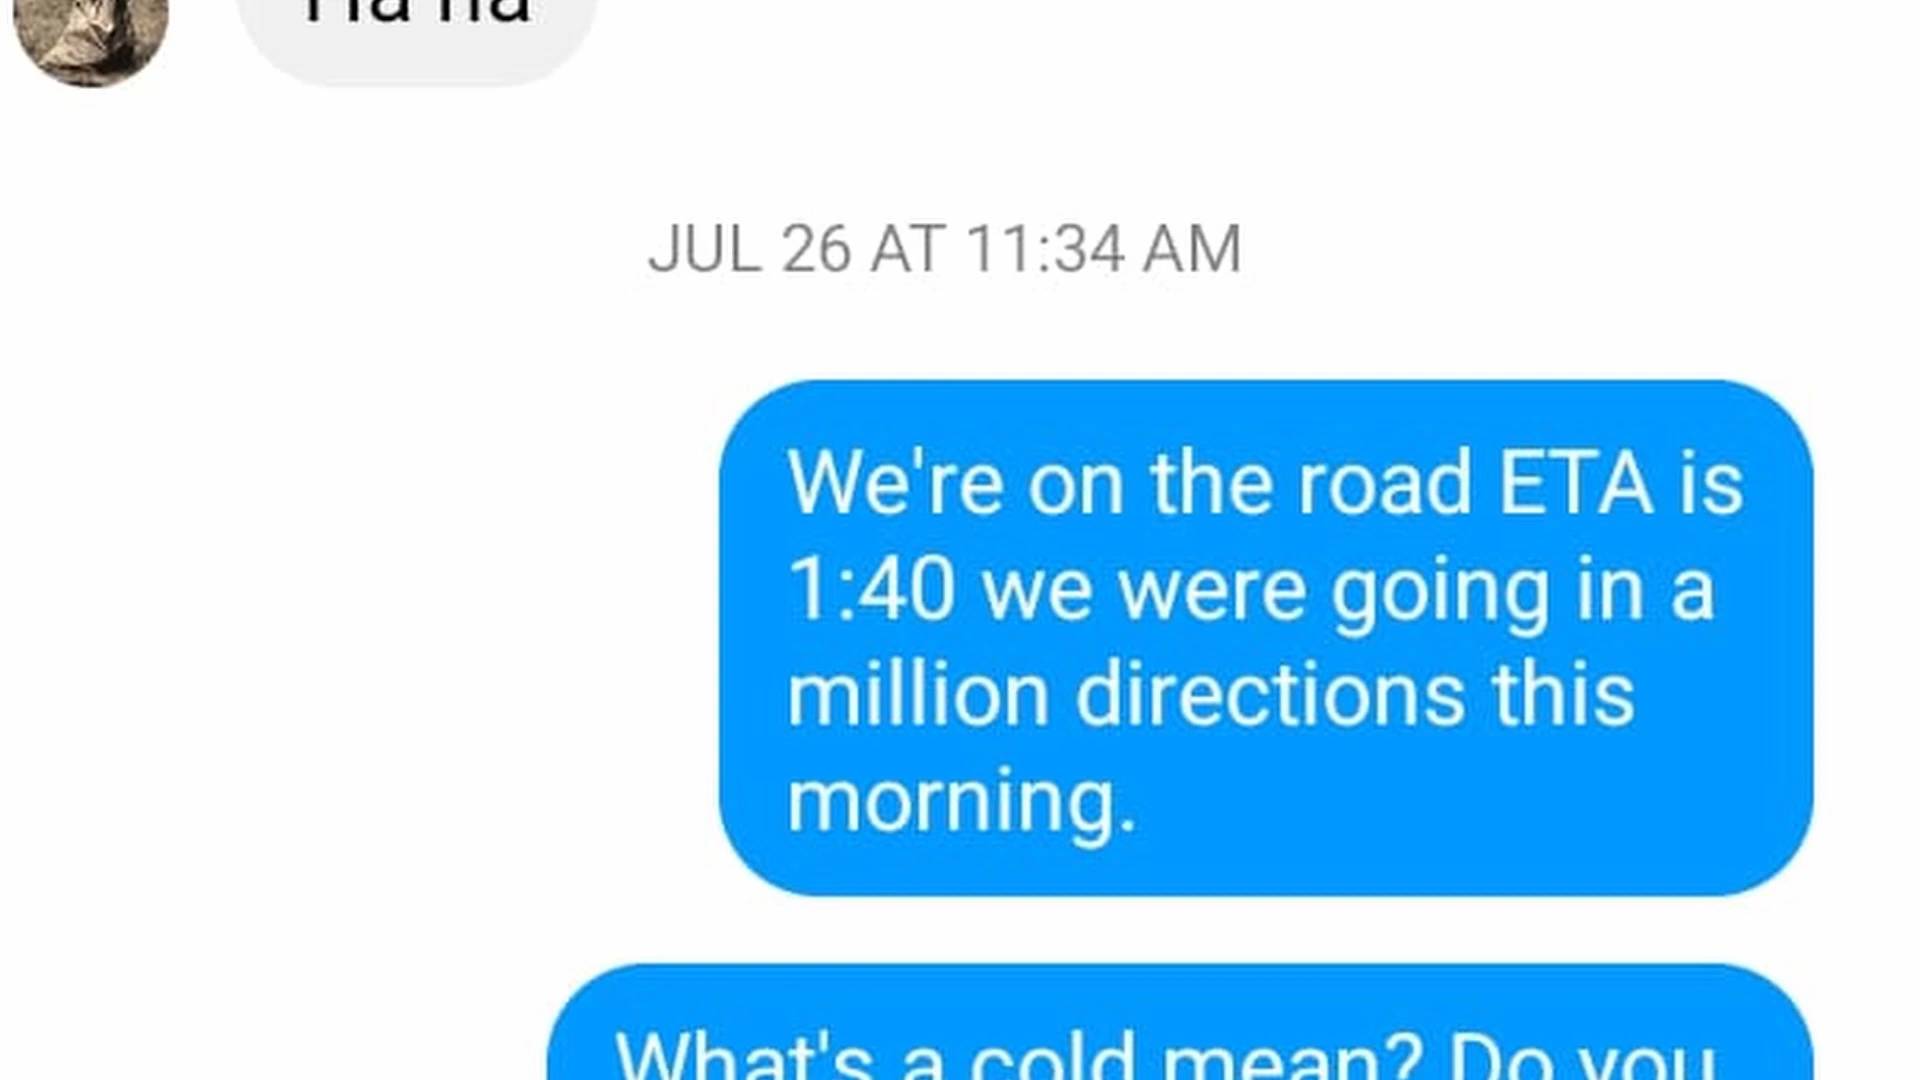 Ha ha
JUL 26 AT 11:34 AM
We're on the road ETA is
1:40 we were going in a
million directions this
morning.
What's a cold mean? Do you